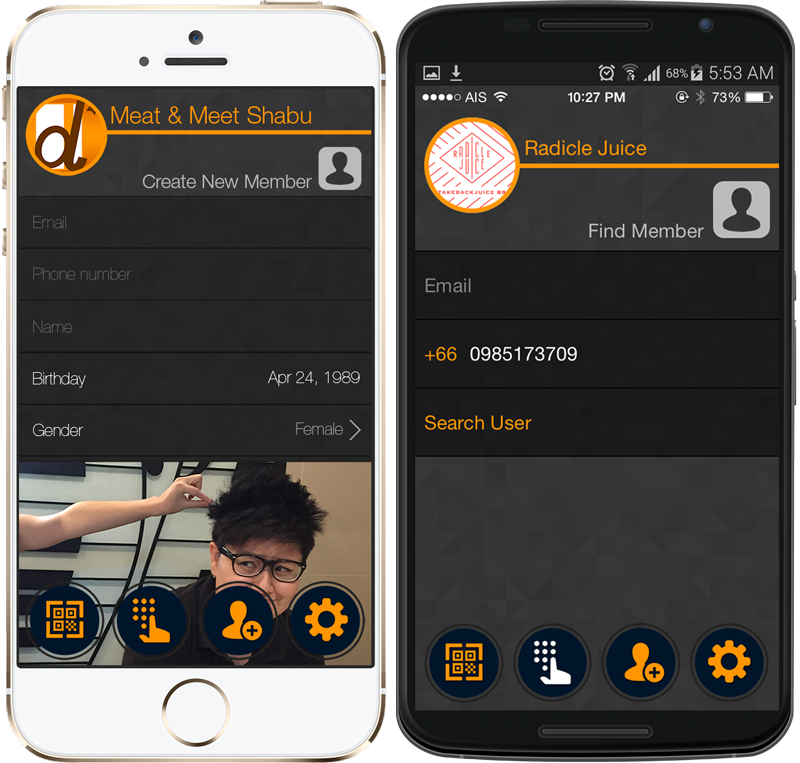 d
Meat & Meet Shabu
Create New Member
Email
Phone number
Name
Birthday Apr 24, 1989
Gender Female
68% 5:53 AM
AIS 10:27 PM 73%
RADICLE
JUICE
TAKEBACKJUICE BR
Radicle Juice
Find Member
Email
+66 0985173709
Search User